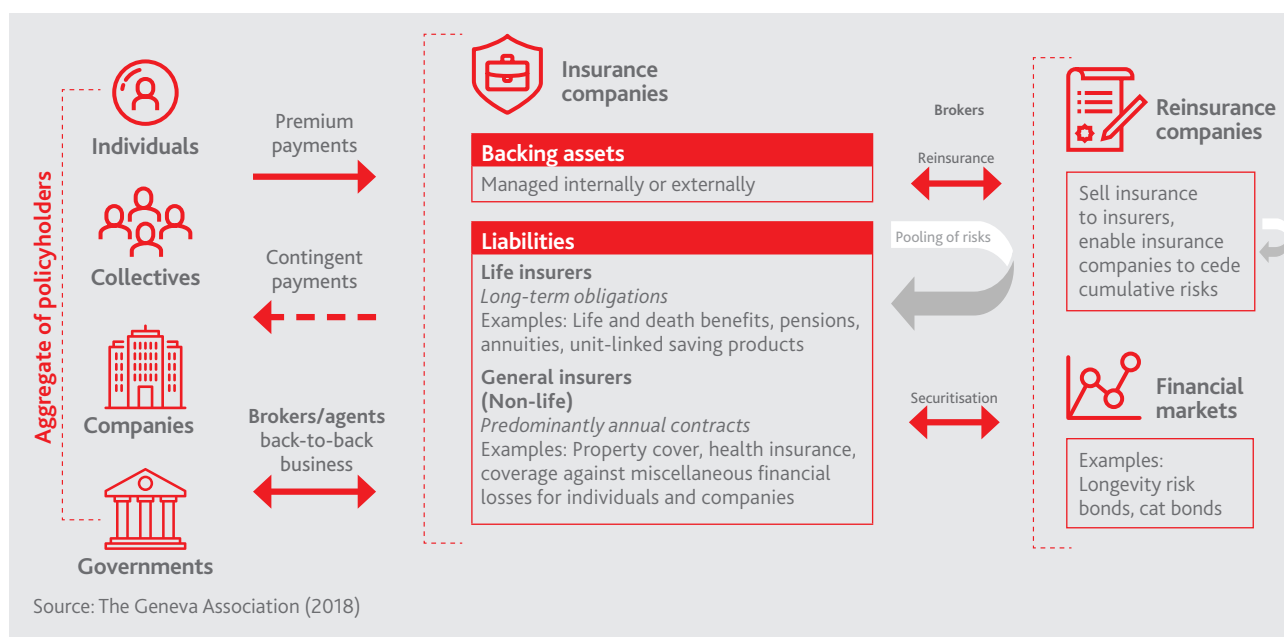 Aggregate of policyholders
Individuals
Collectives
Companies
Governments
Premium
payments
Contingent
payments
Brokers/agents
back-to-back
business
Insurance
companies
Backing assets
Managed internally or externally
Liabilities
Life insurers
Long-term obligations
Examples: Life and death benefits, pensions,
annuities, unit-linked saving products
General insurers
(Non-life)
Predominantly annual contracts
Examples: Property cover, health insurance,
coverage against miscellaneous financial
losses for individuals and companies
Brokers
Reinsurance
Pooling of risks
Securitisation
Reinsurance
companies
Sell insurance
to insurers,
enable insurance
companies to cede
cumulative risks
Financial
markets
Examples:
Longevity risk
bonds, cat bonds
Source: The Geneva Association (2018)